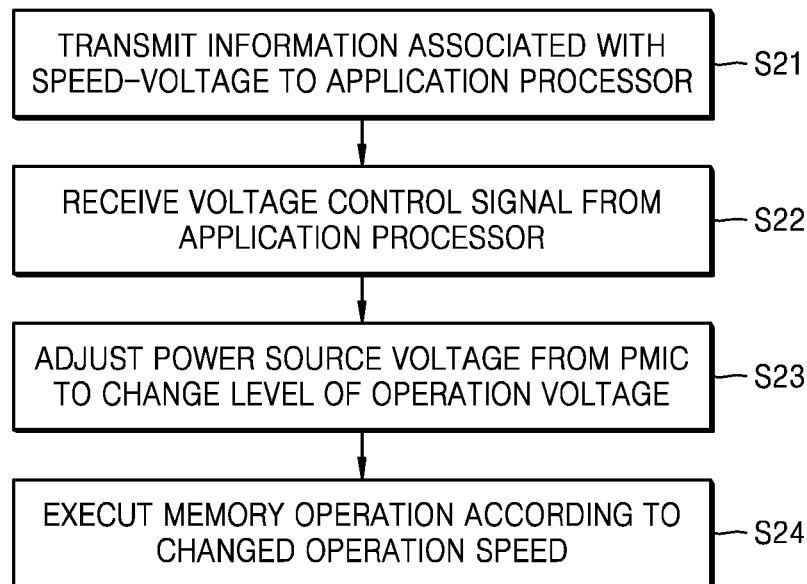 TRANSMIT INFORMATION ASSOCIATED WITH
SPEED-VOLTAGE TO APPLICATION PROCESSOR
S21
RECEIVE VOLTAGE CONTROL SIGNAL FROM
APPLICATION PROCESSOR
S22
ADJUST POWER SOURCE VOLTAGE FROM PMIC
TO CHANGE LEVEL OF OPERATION VOLTAGE
S23
EXECUT MEMORY OPERATION ACCORDING TO
CHANGED OPERATION SPEED
S24